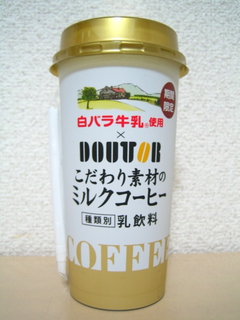 期間
限定
白バラ牛乳®使用
×
DOUTOR
こだわり素材の
ミルクコーヒー
種類別 乳飲料
COFFEE